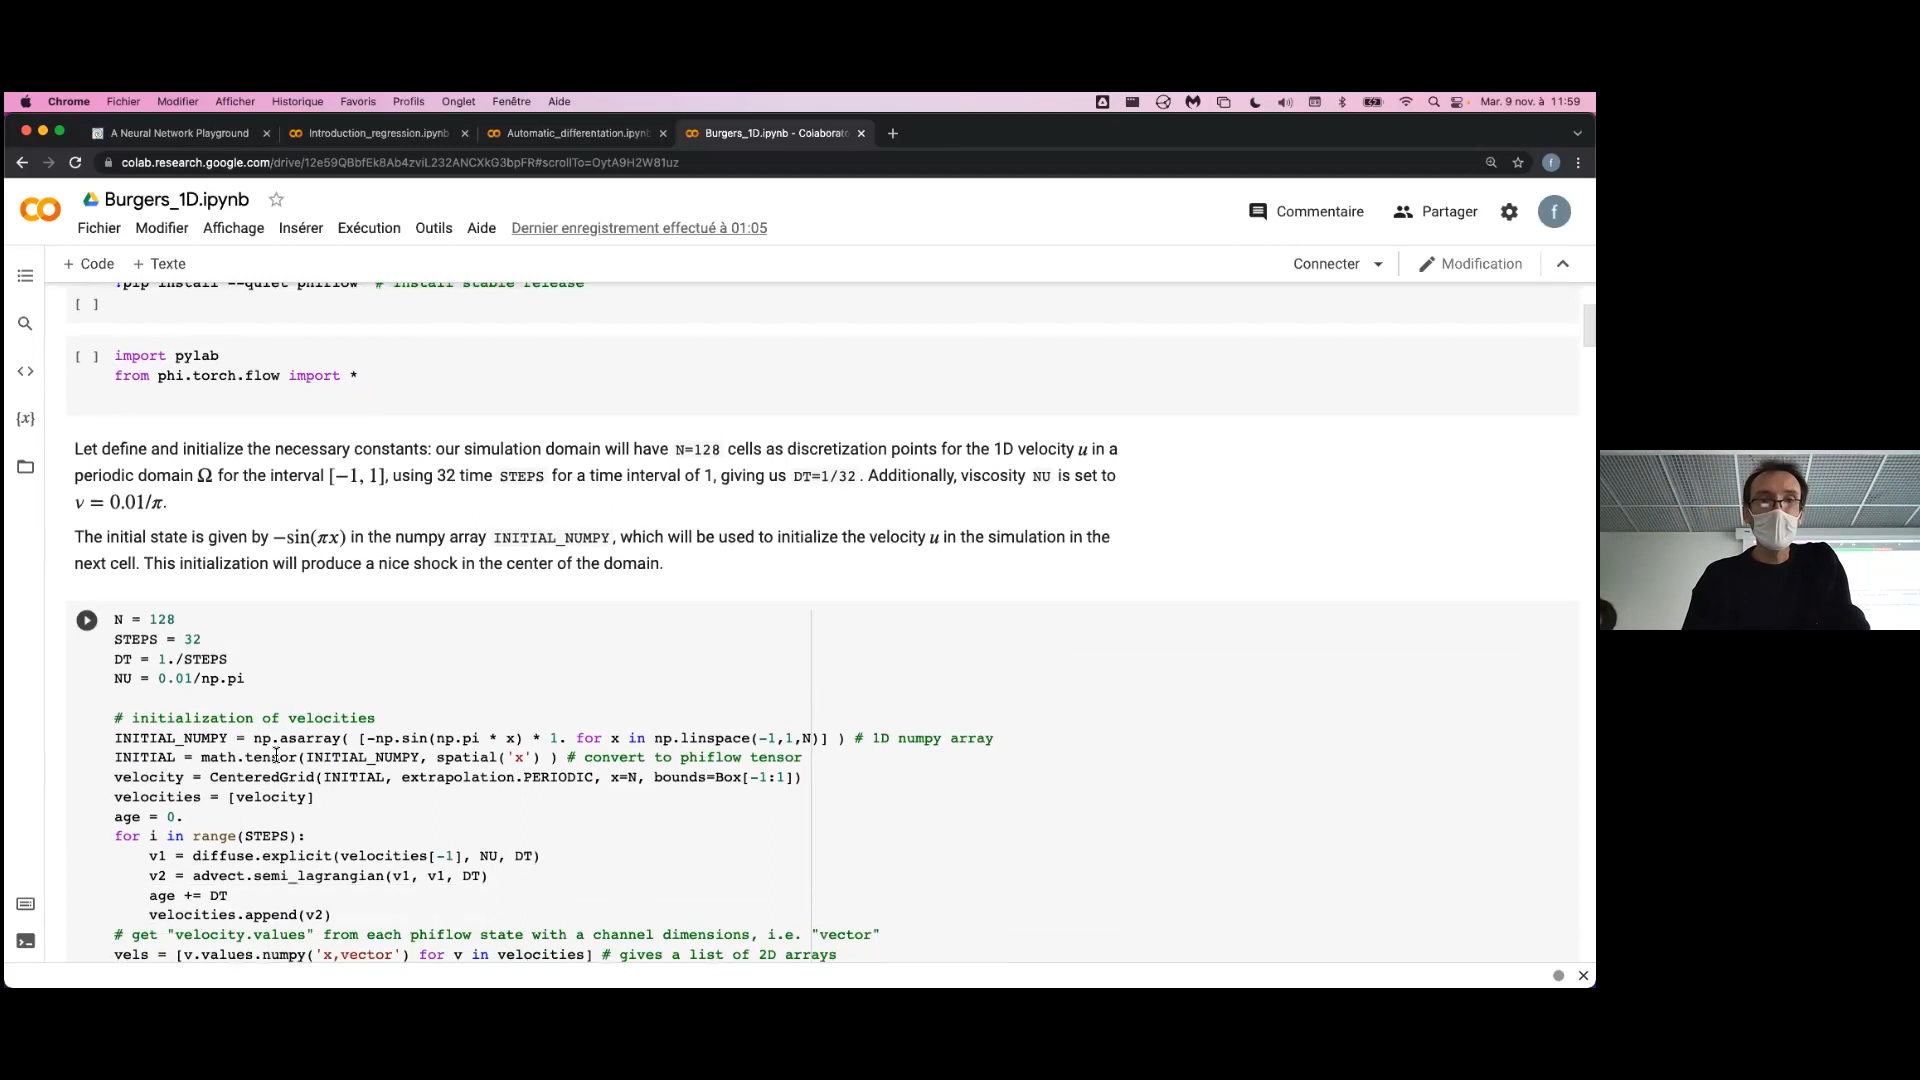 Chrome Fichier Modifier Afficher Historique Favoris Profils Onglet Fenêtre Aide Mar. 9 nov. à 11:59
A Neural Network Playground Introduction_regression.ipynb Automatic_differentation.ipynb Burgers_1D.ipynb - Colaborato
colab.research.google.com/drive/12e59QBbfEk8Ab4zviL232ANCXkG3bpFR#scrollTo=OytA9H2W81uz f
Burgers_1D.ipynb
Commentaire Partager f
Fichier Modifier Affichage Insérer Exécution Outils Aide Dernier enregistrement effectué à 01:05
+ Code + Texte Connecter Modification
!pip install --quiet phiflow # install stable release
[ ]
[ ] import pylab
from phi.torch.flow import *
Let define and initialize the necessary constants: our simulation domain will have N=128 cells as discretization points for the 1D velocity u in a
periodic domain Ω for the interval [−1, 1], using 32 time STEPS for a time interval of 1, giving us DT=1/32 . Additionally, viscosity NU is set to
ν = 0.01/π.
The initial state is given by −sin(πx) in the numpy array INITIAL_NUMPY, which will be used to initialize the velocity u in the simulation in the
next cell. This initialization will produce a nice shock in the center of the domain.
N = 128
STEPS = 32
DT = 1./STEPS
NU = 0.01/np.pi
# initialization of velocities
INITIAL_NUMPY = np.asarray( [-np.sin(np.pi * x) * 1. for x in np.linspace(-1,1,N)] ) # 1D numpy array
INITIAL = math.tensor(INITIAL_NUMPY, spatial('x') ) # convert to phiflow tensor
velocity = CenteredGrid(INITIAL, extrapolation.PERIODIC, x=N, bounds=Box[-1:1])
velocities = [velocity]
age = 0.
for i in range(STEPS):
v1 = diffuse.explicit(velocities[-1], NU, DT)
v2 = advect.semi_lagrangian(v1, v1, DT)
age += DT
velocities.append(v2)
# get "velocity.values" from each phiflow state with a channel dimensions, i.e. "vector"
vels = [v.values.numpy('x,vector') for v in velocities] # gives a list of 2D arrays